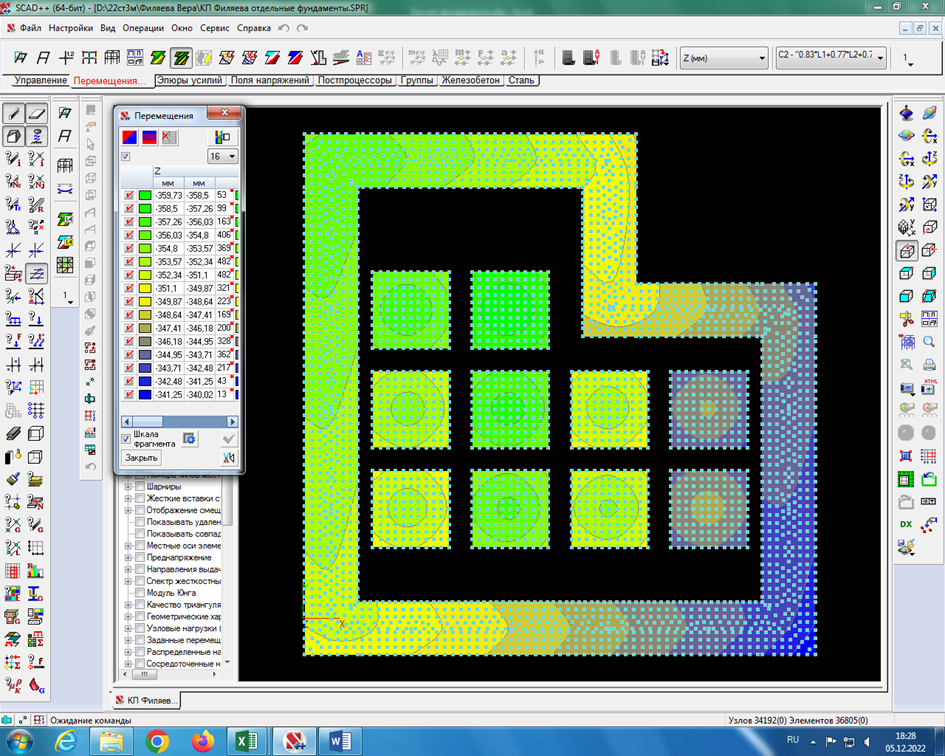 SCAD++ (64-бит) - [D:\22ст3м\Филяева Вера\КП Филяева отдельные фундаменты.SPR]
Файл Настройки Вид Операции Окно Сервис Справка
Z (мм) C2 - "0.83*L1+0.77*L2+0.7 1
Управление Перемещения... Эпюры усилий Поля напряжений Постпроцессоры Группы Железобетон Сталь
Перемещения
16
Z
мм мм
-359,73 -358,5 53
-358,5 -357,26 99
-357,26 -356,03 163
-356,03 -354,8 406
-354,8 -353,57 369
-353,57 -352,34 482
-352,34 -351,1 482
-351,1 -349,87 321
-349,87 -348,64 223
-348,64 -347,41 169
-347,41 -346,18 200
-346,18 -344,95 328
-344,95 -343,71 362
-343,71 -342,48 217
-342,48 -341,25 43
-341,25 -340,02 13
1
Шкала
фрагмента
Закрыть
Шарниры
Жесткие вставки ст
Отображение смещ
Показывать удален
Показывать совпад
Местные оси элеме
Преднапряжение
Направления выдач
Спектр жесткостны
Модуль Юнга
Качество триангуля
Геометрические хар
Узловые нагрузки (
Заданные перемещ
Распределенные на
Сосредоточенные н
X
HTML
DX
КП Филяев...
Ожидание команды Узлов 34192(0) Элементов 36805(0)
RU 18:28
05.12.2022